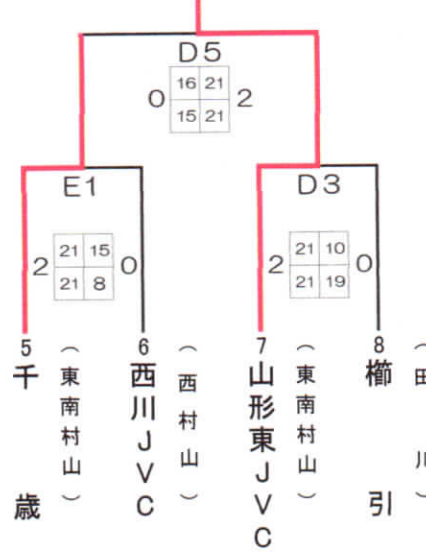 D5
0 16 21 2
15 21
E1
D3
2 21 15 0
21 8
2 21 10 0
21 19
5
千歳
（東南村山）
6
西川JVC
（西村山）
7
山形東JVC
（東南村山）
8
櫛引
（田川）